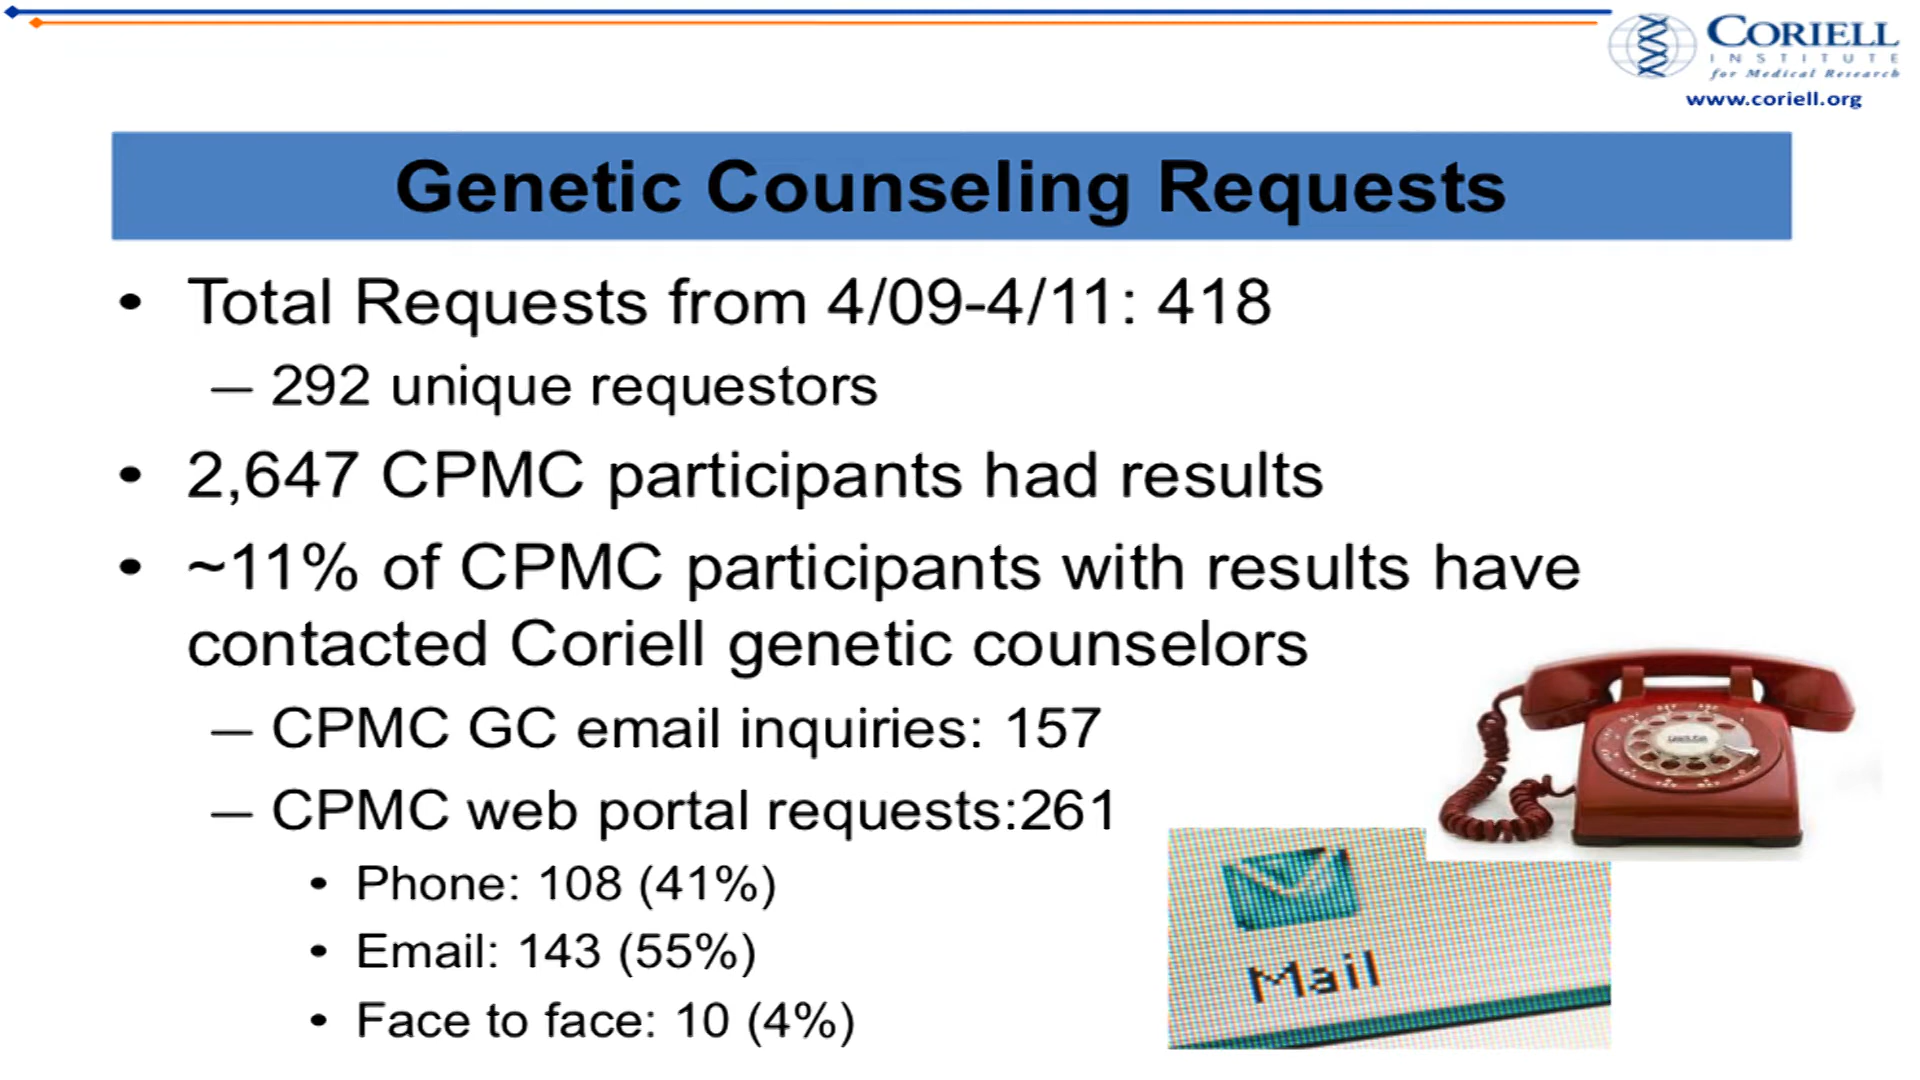 CORIELL
INSTITUTE
for Medical Research
www.coriell.org
Genetic Counseling Requests
• Total Requests from 4/09-4/11: 418
– 292 unique requestors
• 2,647 CPMC participants had results
• ~11% of CPMC participants with results have
contacted Coriell genetic counselors
– CPMC GC email inquiries: 157
– CPMC web portal requests:261
• Phone: 108 (41%)
• Email: 143 (55%)
• Face to face: 10 (4%)
Mail